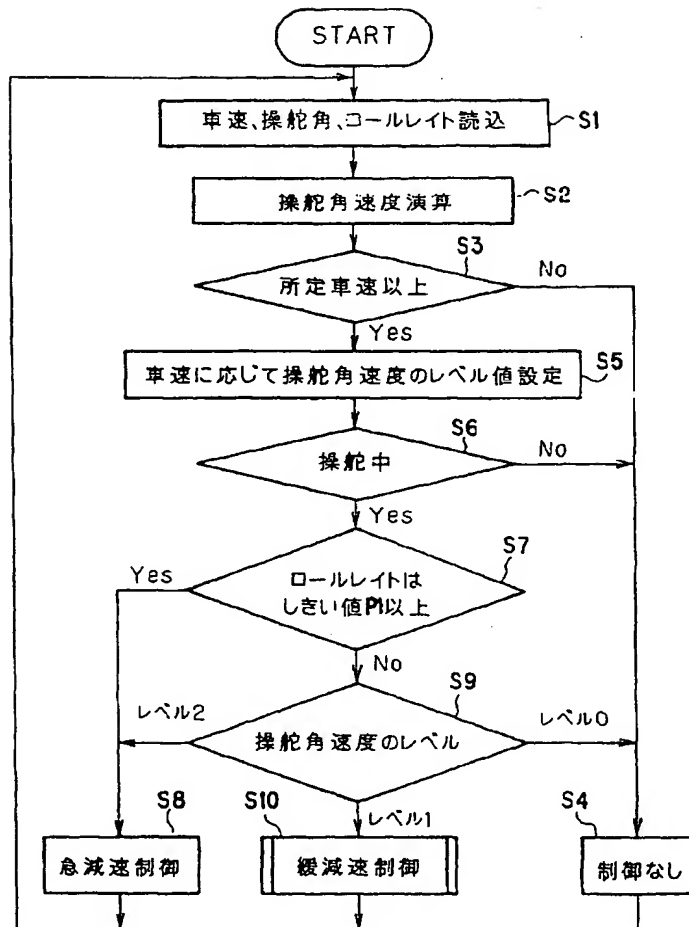 START
車速、操舵角、ロールレイト読込
S1
操舵角速度演算
S2
S3
所定車速以上
No
Yes
車速に応じて操舵角速度のレベル値設定
S5
S6
操舵中
No
Yes
S7
Yes
ロールレイトは
しきい値P1以上
No
S9
レベル2
操舵角速度のレベル
レベル0
S8
S10
レベル1
S4
急減速制御
緩減速制御
制御なし